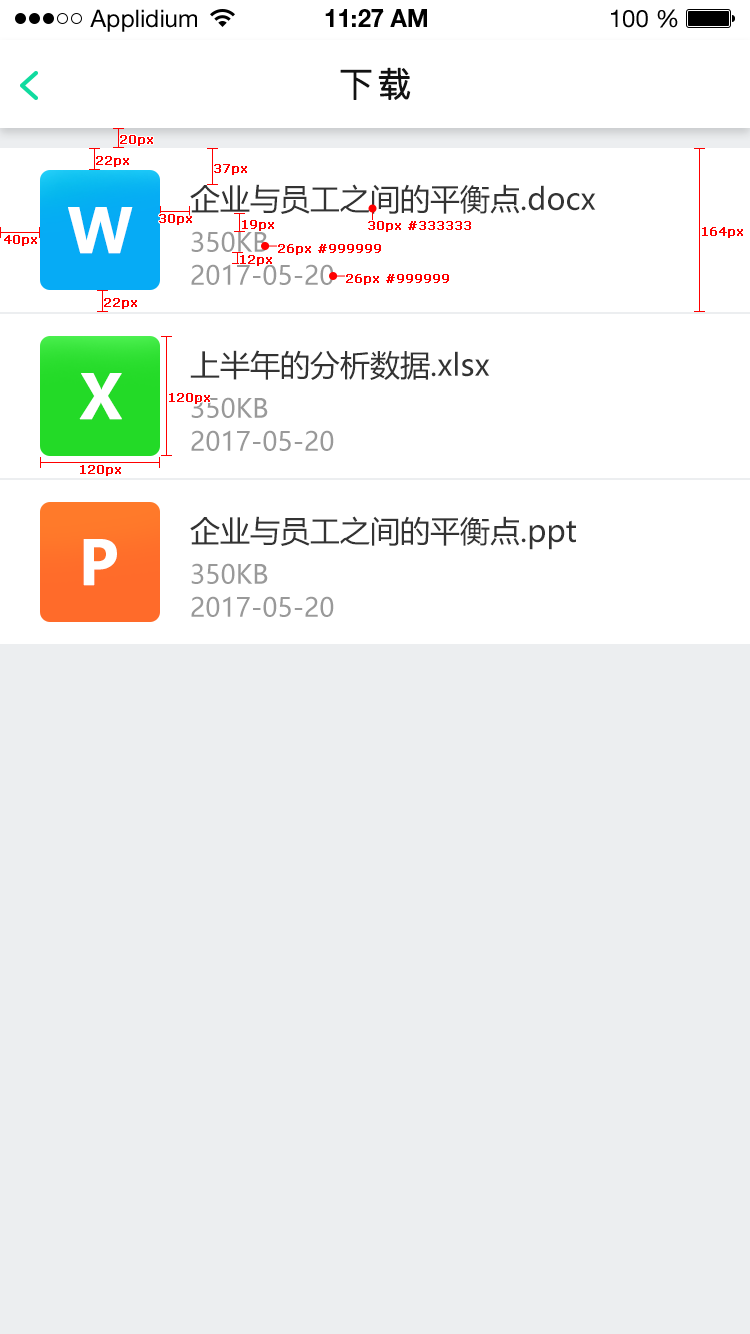 Applidium 11:27 AM 100 %
下载
20px
22px
37px
W
企业与员工之间的平衡点.docx
30px
40px
19px
30px #333333
164px
350KB
26px #999999
12px
2017-05-20
26px #999999
22px
X
上半年的分析数据.xlsx
120px
350KB
2017-05-20
120px
P
企业与员工之间的平衡点.ppt
350KB
2017-05-20